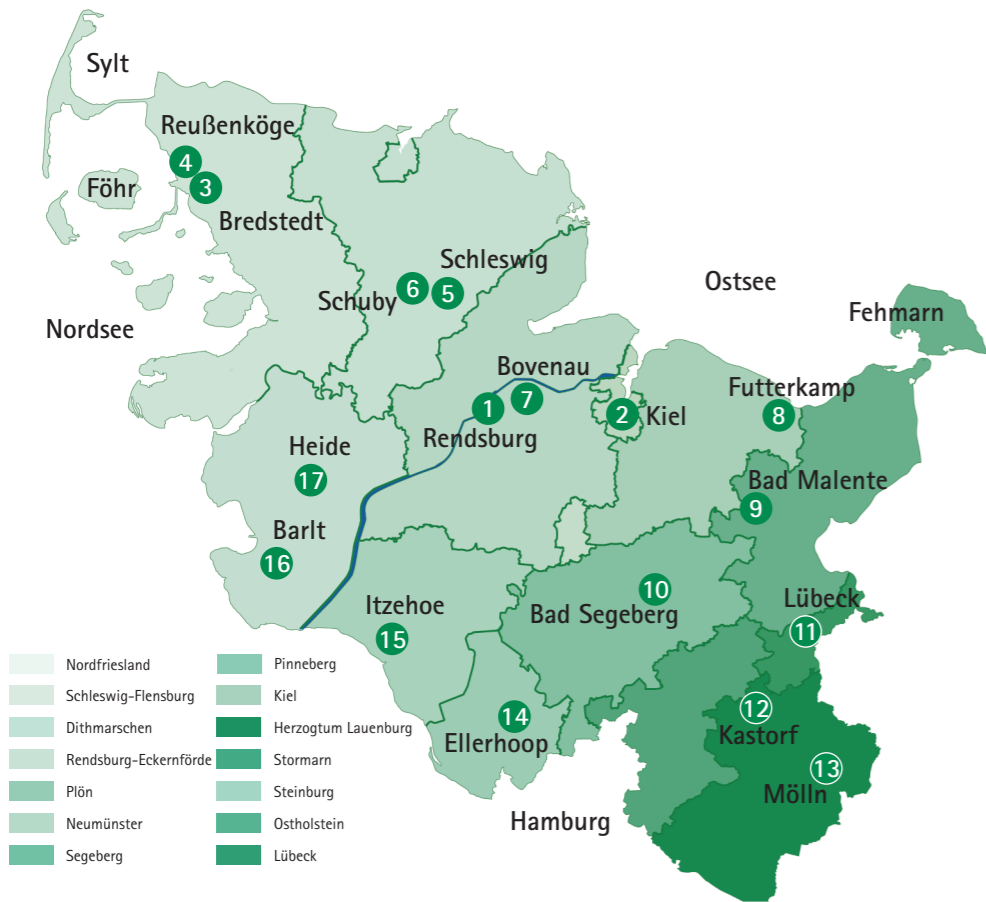 Sylt
Reußenköge
4
3
Föhr
Bredstedt
Schleswig
6
5
Schuby
Ostsee
Nordsee
Fehmarn
Bovenau
7
1
Rendsburg
2
Kiel
Futterkamp
8
Heide
17
Bad Malente
9
Barlt
16
Itzehoe
15
10
Bad Segeberg
Lübeck
11
14
Ellerhoop
12
Kastorf
13
Mölln
Hamburg
Nordfriesland
Schleswig-Flensburg
Dithmarschen
Rendsburg-Eckernförde
Plön
Neumünster
Segeberg
Pinneberg
Kiel
Herzogtum Lauenburg
Stormarn
Steinburg
Ostholstein
Lübeck